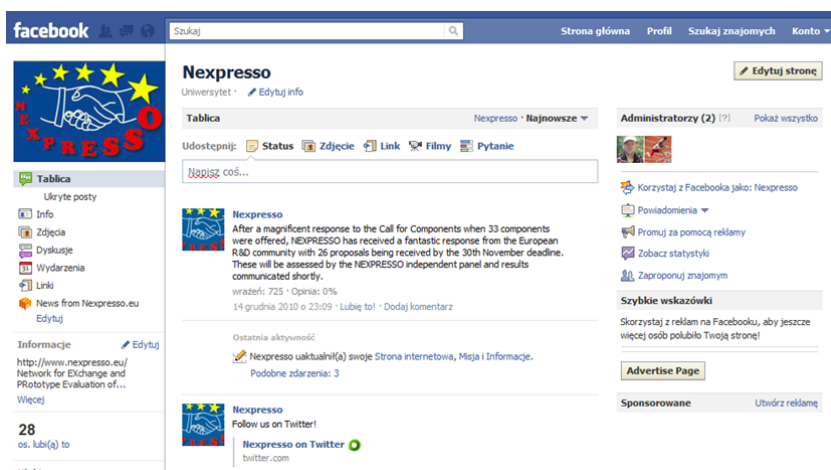 facebook
Szukaj
Strona główna Profil Szukaj znajomych Konto
NEXPRESSO
Nexpresso
Uniwersytet · Edytuj info
Edytuj stronę
Tablica
Ukryte posty
Info
Zdjęcia
Dyskusje
Wydarzenia
Linki
News from Nexpresso.eu
Edytuj
Informacje Edytuj
http://www.nexpresso.eu/
Network for EXchange and
PRototype Evaluation of...
Więcej
28
os. lubi(ą) to
Tablica Nexpresso · Najnowsze
Udostępnij: Status Zdjęcie Link Filmy Pytanie
Napisz coś...
Nexpresso
After a magnificent response to the Call for Components when 33 components
were offered, NEXPRESSO has received a fantastic response from the European
R&D community with 26 proposals being received by the 30th November deadline.
These will be assessed by the NEXPRESSO independent panel and results
communicated shortly.
wrażeń: 725 · Opinia: 0%
14 grudnia 2010 o 23:09 · Lubię to! · Dodaj komentarz
Ostatnia aktywność
Nexpresso uaktualnił(a) swoje Strona internetowa, Misja i Informacje.
Podobne zdarzenia: 3
Nexpresso
Follow us on Twitter!
Nexpresso on Twitter
twitter.com
Administratorzy (2) [?] Pokaż wszystko
Korzystaj z Facebooka jako: Nexpresso
Powiadomienia
Promuj za pomocą reklamy
Zobacz statystyki
Zaproponuj znajomym
Szybkie wskazówki
Skorzystaj z reklam na Facebooku, aby jeszcze
więcej osób polubiło Twoją stronę!
Advertise Page
Sponsorowane Utwórz reklamę